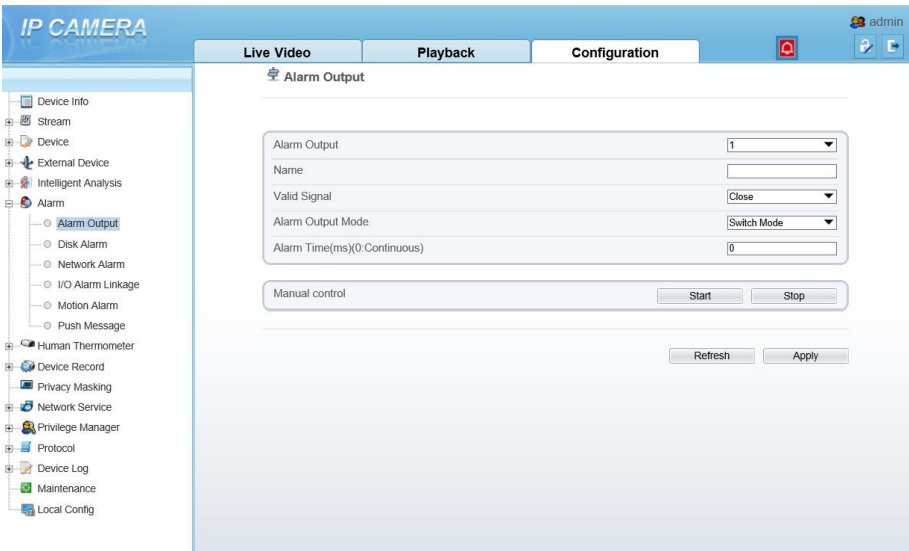 IP CAMERA
admin
Live Video
Playback
Configuration
Device Info
Stream
Device
External Device
Intelligent Analysis
Alarm
Alarm Output
Disk Alarm
Network Alarm
I/O Alarm Linkage
Motion Alarm
Push Message
Human Thermometer
Device Record
Privacy Masking
Network Service
Privilege Manager
Protocol
Device Log
Maintenance
Local Config
Alarm Output
Alarm Output 1
Name
Valid Signal Close
Alarm Output Mode Switch Mode
Alarm Time(ms)(0:Continuous) 0
Manual control Start Stop
Refresh Apply